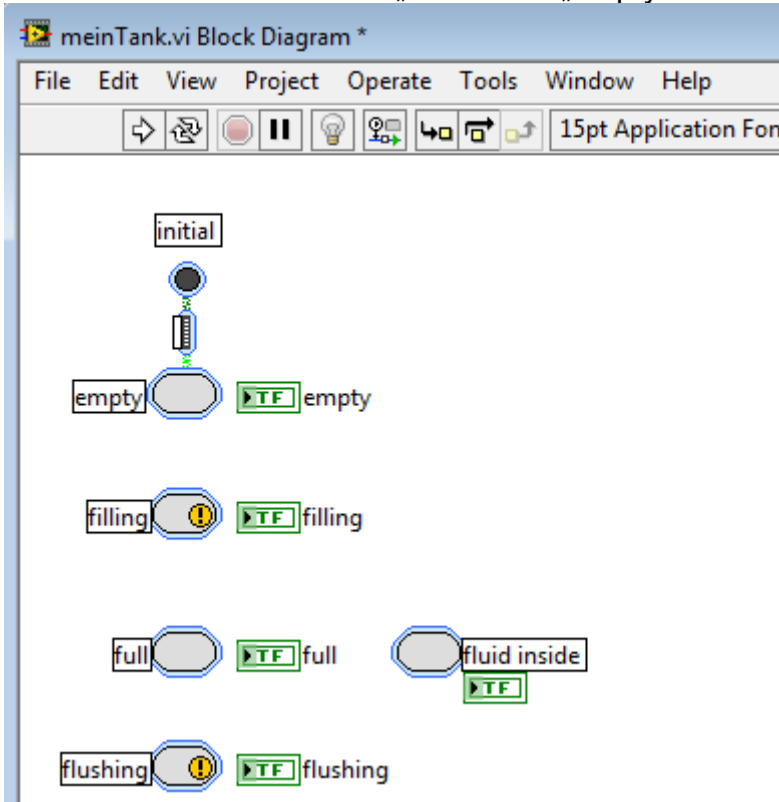 meinTank.vi Block Diagram *
File Edit View Project Operate Tools Window Help
15pt Application Fon
initial
empty TF empty
filling TF filling
full TF full fluid inside
TF
flushing TF flushing